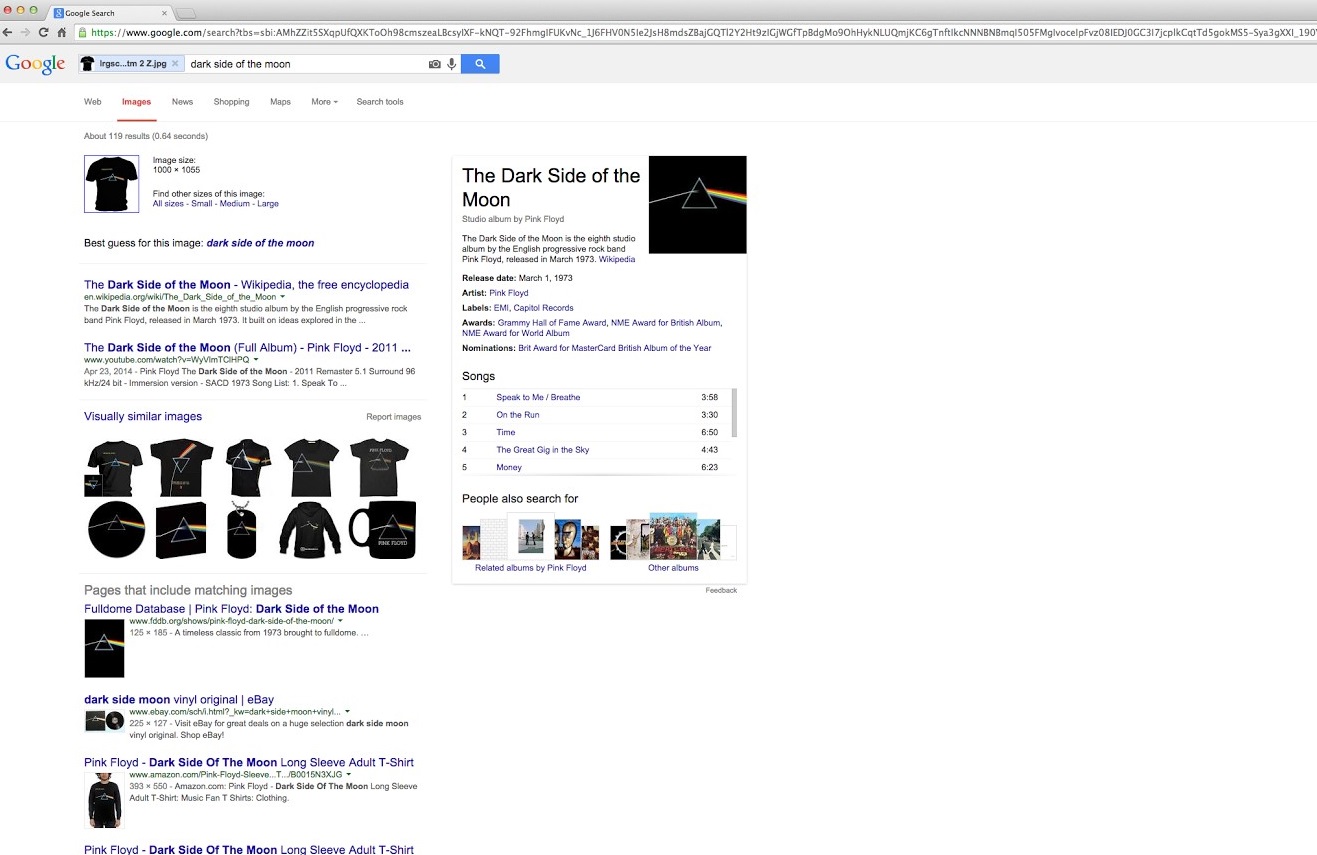 Google Search
https://www.google.com/search?tbs=sbi:
Google
lrgsc...tm 2 Z.jpg
dark side of the moon
Web Images News Shopping Maps More Search tools
About 119 results (0.64 seconds)
Image size:
1000 × 1055
Find other sizes of this image:
All sizes - Small - Medium - Large
Best guess for this image: dark side of the moon
The Dark Side of the Moon - Wikipedia, the free encyclopedia
en.wikipedia.org/wiki/The_Dark_Side_of_the_Moon
The Dark Side of the Moon is the eighth studio album by the English progressive rock
band Pink Floyd, released in March 1973. It built on ideas explored in the ...
The Dark Side of the Moon (Full Album) - Pink Floyd - 2011 ...
www.youtube.com/watch?v=WyVlmTClHPQ
Apr 23, 2014 - Pink Floyd The Dark Side of the Moon - 2011 Remaster 5.1 Surround 96
kHz/24 bit - Immersion version - SACD 1973 Song List: 1. Speak To ...
Visually similar images
Report images
PINK FLOYD
PINK FLOYD
Pages that include matching images
Fulldome Database | Pink Floyd: Dark Side of the Moon
www.fddb.org/shows/pink-floyd-dark-side-of-the-moon/
125 × 185 - A timeless classic from 1973 brought to fulldome. ...
dark side moon vinyl original | eBay
www.ebay.com/sch/i.html?_kw=dark+side+moon+vinyl...
225 × 127 - Visit eBay for great deals on a huge selection dark side moon
vinyl original. Shop eBay!
Pink Floyd - Dark Side Of The Moon Long Sleeve Adult T-Shirt
www.amazon.com/Pink-Floyd-Sleeve...T.../B0015N3XJG
393 × 550 - Amazon.com: Pink Floyd - Dark Side Of The Moon Long Sleeve
Adult T-Shirt: Music Fan T Shirts: Clothing.
Pink Floyd - Dark Side Of The Moon Long Sleeve Adult T-Shirt
The Dark Side of the
Moon
Studio album by Pink Floyd
The Dark Side of the Moon is the eighth studio
album by the English progressive rock band
Pink Floyd, released in March 1973. Wikipedia
Release date: March 1, 1973
Artist: Pink Floyd
Labels: EMI, Capitol Records
Awards: Grammy Hall of Fame Award, NME Award for British Album,
NME Award for World Album
Nominations: Brit Award for MasterCard British Album of the Year
Songs
1 Speak to Me / Breathe 3:58
2 On the Run 3:30
3 Time 6:50
4 The Great Gig in the Sky 4:43
5 Money 6:23
People also search for
Related albums by Pink Floyd
Other albums
Feedback